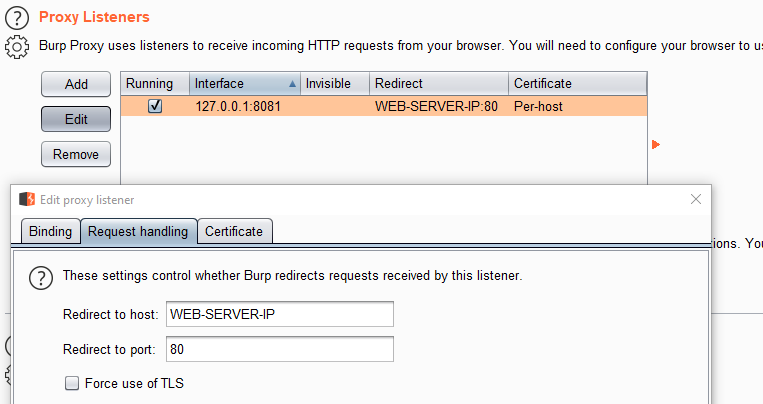 Proxy Listeners
Burp Proxy uses listeners to receive incoming HTTP requests from your browser. You will need to configure your browser to us
Add
Running Interface Invisible Redirect Certificate
127.0.0.1:8081 WEB-SERVER-IP:80 Per-host
Edit
Remove
Edit proxy listener
Binding Request handling Certificate
ions. You
These settings control whether Burp redirects requests received by this listener.
Redirect to host: WEB-SERVER-IP
Redirect to port: 80
Force use of TLS